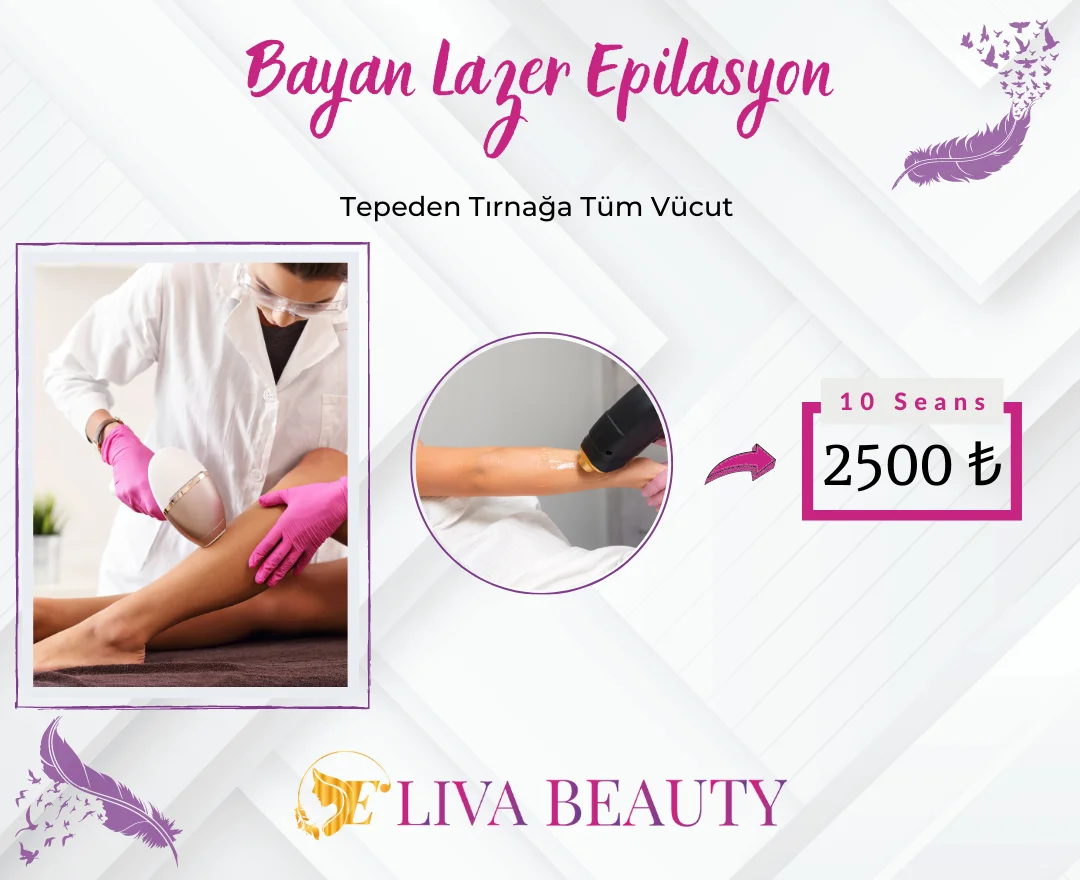 Bayan Lazer Epilasyon
Tepeden Tırnağa Tüm Vücut
10 Seans
2500 ₺
E LIVA BEAUTY